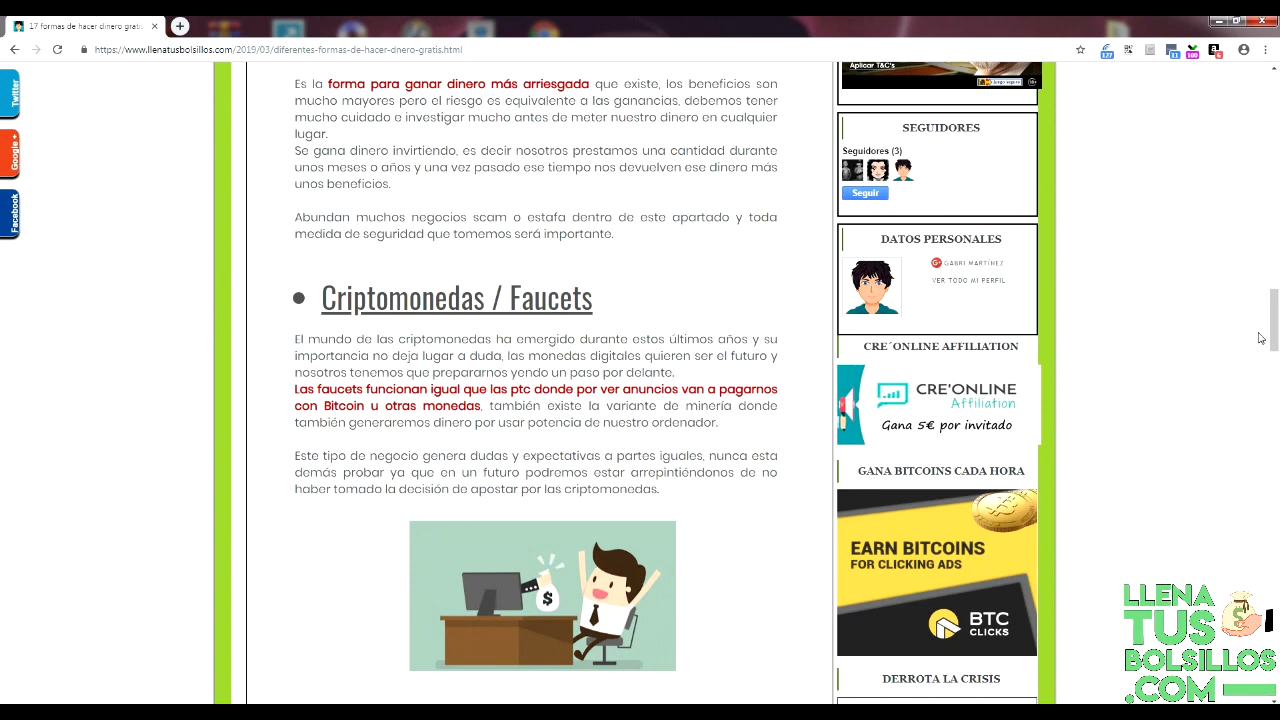 17 formas de hacer dinero gratis
https://www.llenatusbolsillos.com/2019/03/diferentes-formas-de-hacer-dnero-gratis.html
127
11
100
6
Twitter
Google +
Facebook
Es la forma para ganar dinero más arriesgada que existe, los beneficios son
mucho mayores pero el riesgo es equivalente a las ganancias, debemos tener
mucho cuidado e investigar mucho antes de meter nuestro dinero en cualquier
lugar.
Se gana dinero invirtiendo, es decir nosotros prestamos una cantidad durante
unos meses o años y una vez pasado ese tiempo nos devuelven ese dinero más
unos beneficios.
Abundan muchos negocios scam o estafa dentro de este apartado y toda
medida de seguridad que tomemos será importante.
Criptomonedas / Faucets
El mundo de las criptomonedas ha emergido durante estos últimos años y su
importancia no deja lugar a duda, las monedas digitales quieren ser el futuro y
nosotros tenemos que prepararnos yendo un paso por delante.
Las faucets funcionan igual que las ptc donde por ver anuncios van a pagarnos
con Bitcoin u otras monedas, también existe la variante de minería donde
también generaremos dinero por usar potencia de nuestro ordenador.
Este tipo de negocio genera dudas y expectativas a partes iguales, nunca esta
demás probar ya que en un futuro podremos estar arrepintiéndonos de no
haber tomado la decisión de apostar por las criptomonedas.
$
Aplicar T&C's
SEGUIDORES
Seguidores (3)
Seguir
DATOS PERSONALES
G+ GABRI MARTÍNEZ
VER TODO MI PERFIL
CRE´ONLINE AFFILIATION
CRE'ONLINE
Affiliation
Gana 5€ por invitado
GANA BITCOINS CADA HORA
EARN BITCOINS
FOR CLICKING ADS
BTC
CLICKS
DERROTA LA CRISIS
LLENA
TUS
BOLSILLOS
.COM